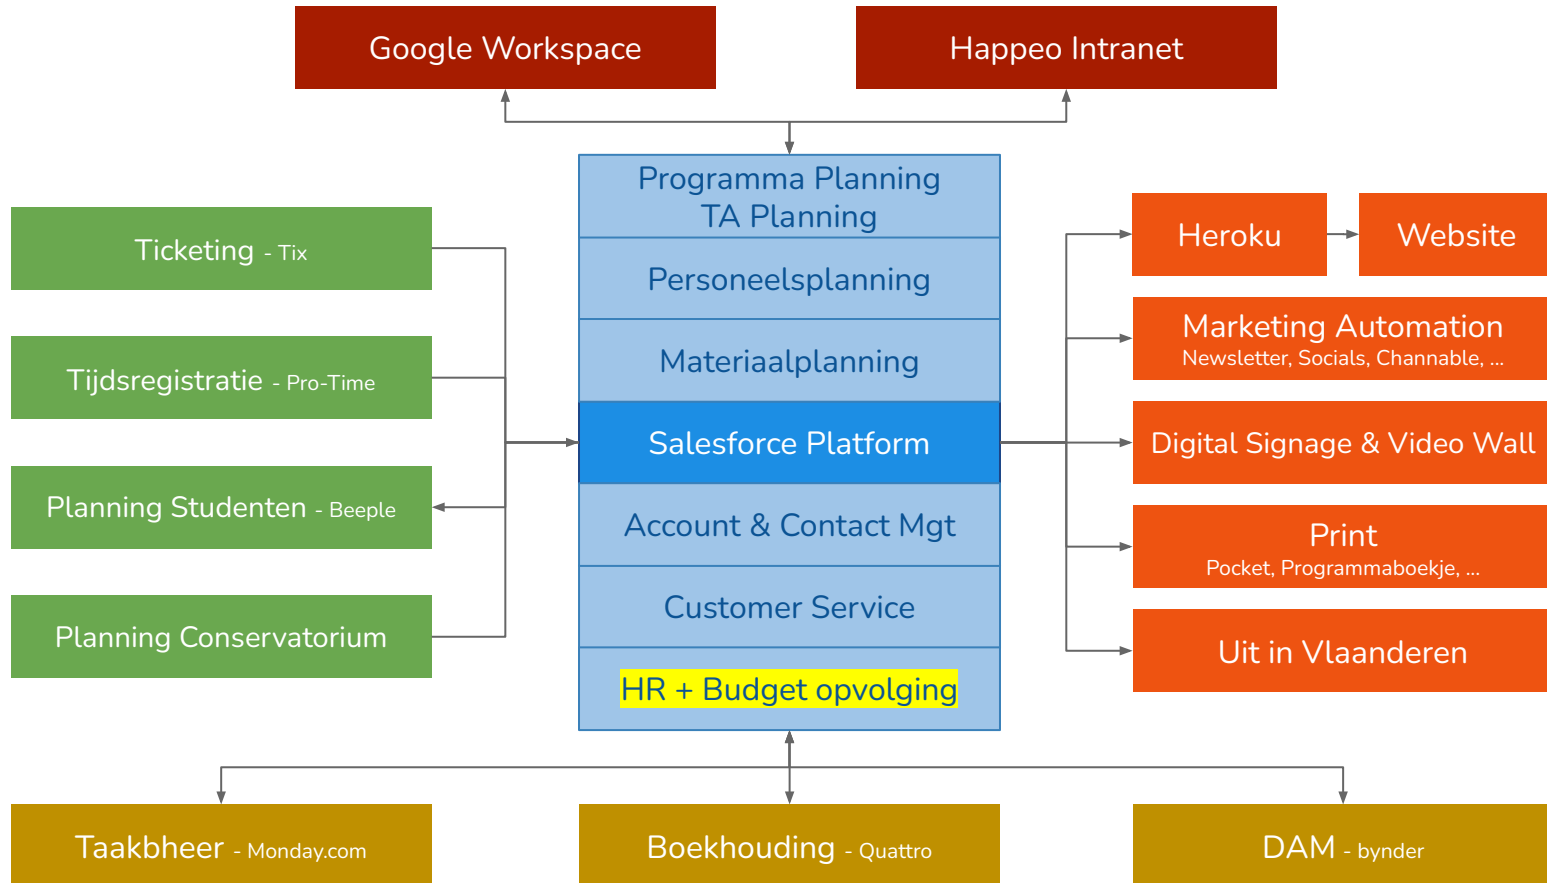 Google Workspace
Happeo Intranet
Programma Planning
TA Planning
Personeelsplanning
Materiaalplanning
Salesforce Platform
Account & Contact Mgt
Customer Service
HR + Budget opvolging
Ticketing - Tix
Tijdsregistratie - Pro-Time
Planning Studenten - Beeple
Planning Conservatorium
Heroku
Website
Marketing Automation
Newsletter, Socials, Channable, ...
Digital Signage & Video Wall
Print
Pocket, Programmaboekje, ...
Uit in Vlaanderen
Taakbheer - Monday.com
Boekhouding - Quattro
DAM - bynder